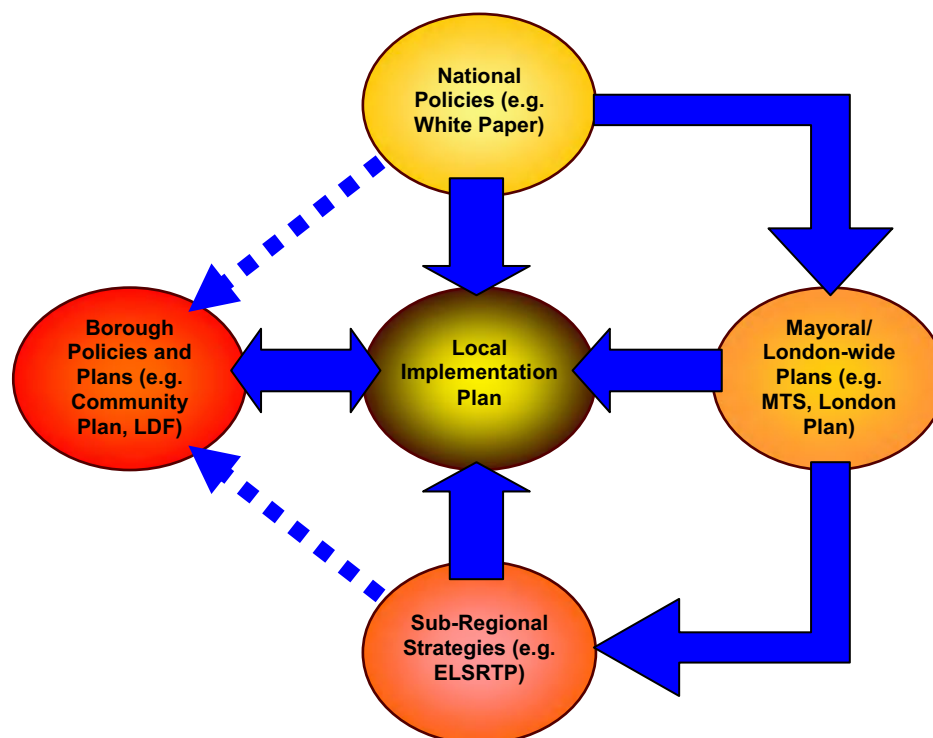 National
Policies (e.g.
White Paper)
Borough
Policies and
Plans (e.g.
Community
Plan, LDF)
Local
Implementation
Plan
Mayoral/
London-wide
Plans (e.g.
MTS, London
Plan)
Sub-Regional
Strategies (e.g.
ELSRTP)